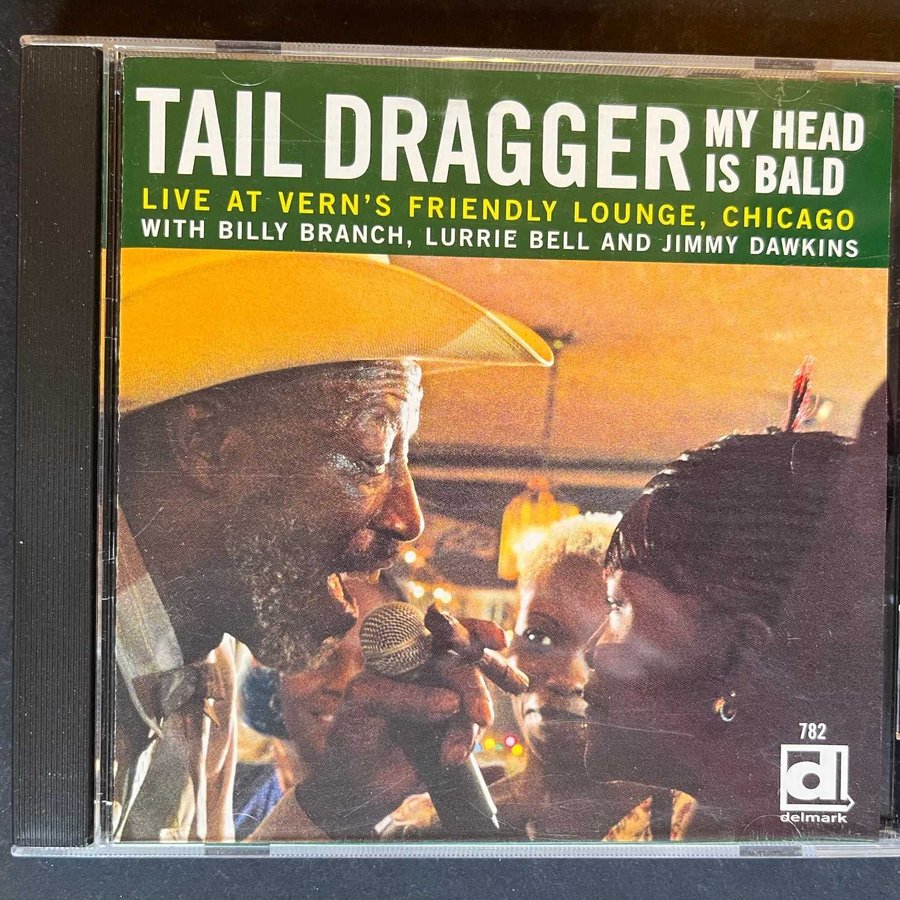 TAIL DRAGGER
MY HEAD
IS BALD
LIVE AT VERN'S FRIENDLY LOUNGE, CHICAGO
WITH BILLY BRANCH, LURRIE BELL AND JIMMY DAWKINS
782
d
delmark